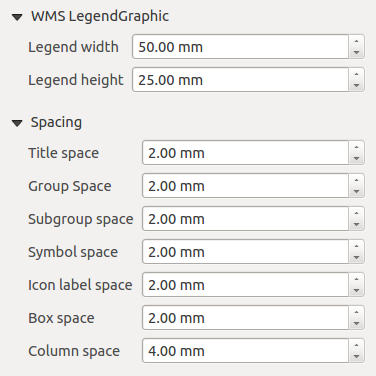 WMS LegendGraphic
Legend width 50.00 mm
Legend height 25.00 mm
Spacing
Title space 2.00 mm
Group Space 2.00 mm
Subgroup space 2.00 mm
Symbol space 2.00 mm
Icon label space 2.00 mm
Box space 2.00 mm
Column space 4.00 mm